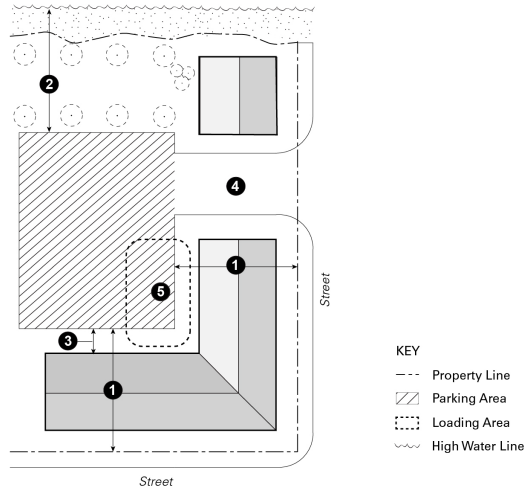 2
4
1
5
Street
3
1
Street
KEY
Property Line
Parking Area
Loading Area
High Water Line